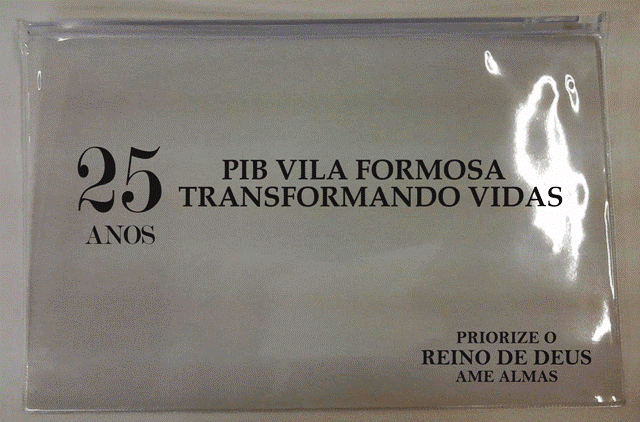 25
ANOS
PIB VILA FORMOSA
TRANSFORMANDO VIDAS
PRIORIZE O
REINO DE DEUS
AME ALMAS